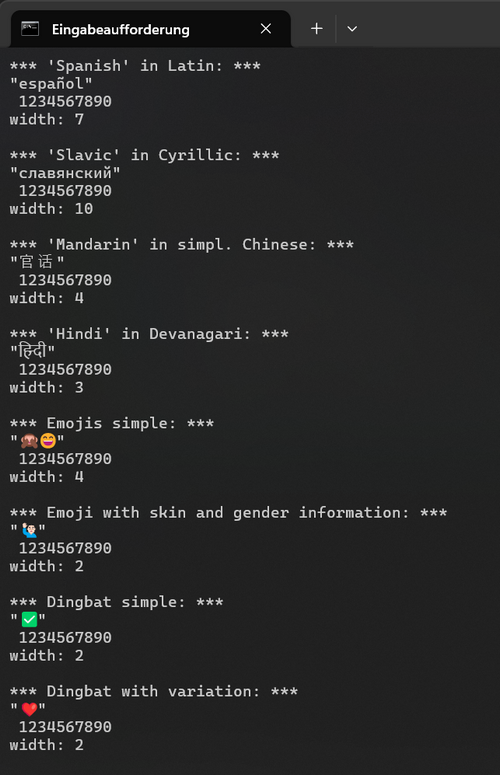 Eingabeaufforderung
*** 'Spanish' in Latin: ***
"español"
1234567890
width: 7
*** 'Slavic' in Cyrillic: ***
"славянский"
1234567890
width: 10
*** 'Mandarin' in simpl. Chinese: ***
"官话"
1234567890
width: 4
*** 'Hindi' in Devanagari: ***
"हिन्दी"
1234567890
width: 3
*** Emojis simple: ***
"🙈😄"
1234567890
width: 4
*** Emoji with skin and gender information: ***
"🙋🏻‍♂️"
1234567890
width: 2
*** Dingbat simple: ***
"✅"
1234567890
width: 2
*** Dingbat with variation: ***
"❤️"
1234567890
width: 2